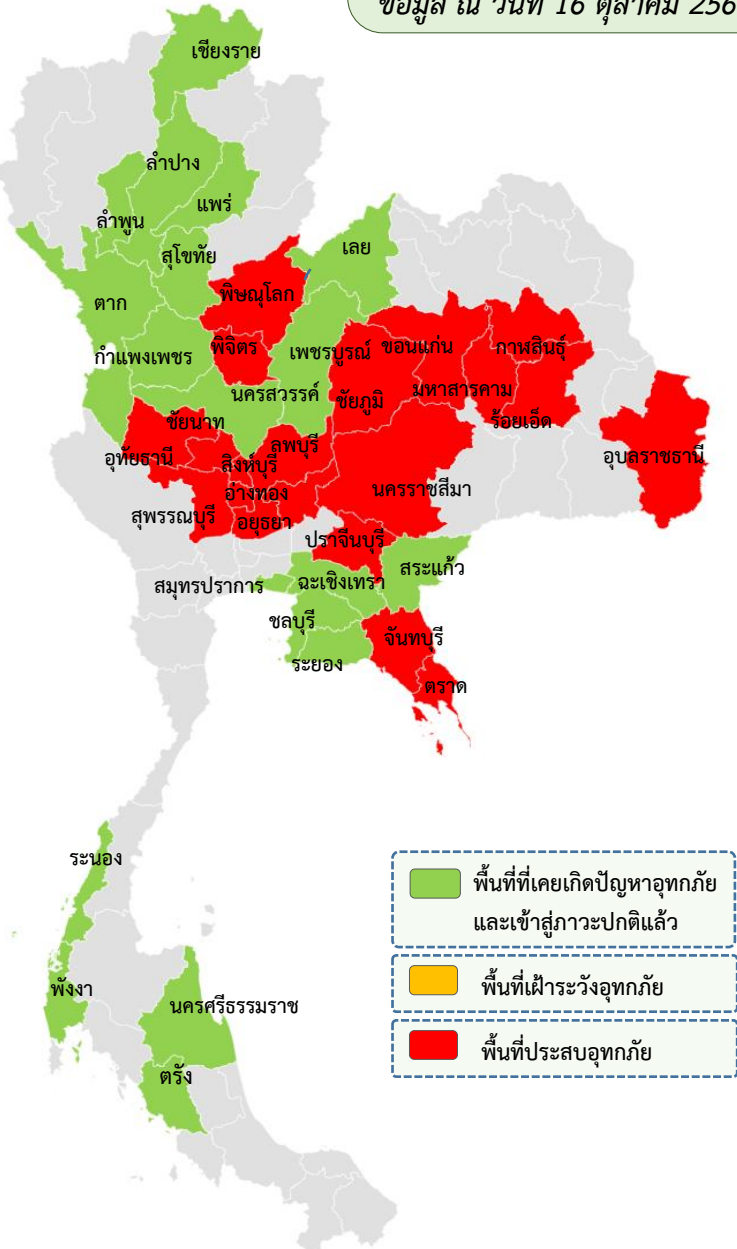 ข้อมูล ณ วันที่ 16 ตุลาคม 256
เชียงราย
ลำปาง
แพร่
ลำพูน
สุโขทัย
เลย
ตาก
พิษณุโลก
กำแพงเพชร
พิจิตร
เพชรบูรณ์
ขอนแก่น
กาฬสินธุ์
นครสวรรค์
ชัยภูมิ
มหาสารคาม
ชัยนาท
ร้อยเอ็ด
ลพบุรี
อุทัยธานี
สิงห์บุรี
อุบลราชธานี
อ่างทอง
นครราชสีมา
สุพรรณบุรี
อยุธยา
ปราจีนบุรี
สระแก้ว
สมุทรปราการ
ฉะเชิงเทรา
ชลบุรี
จันทบุรี
ระยอง
ตราด
ระนอง
พังงา
นครศรีธรรมราช
ตรัง
พื้นที่ที่เคยเกิดปัญหาอุทกภัย
และเข้าสู่ภาวะปกติแล้ว
พื้นที่เฝ้าระวังอุทกภัย
พื้นที่ประสบอุทกภัย